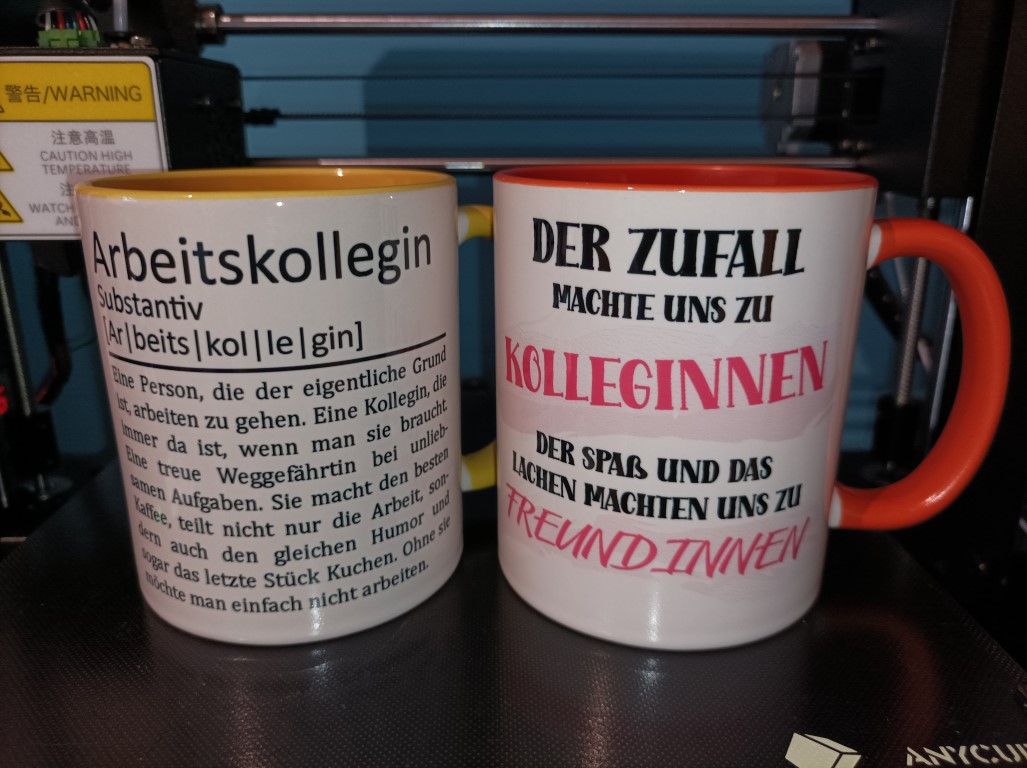 警告/WARNING
注意高温
CAUTION HIGH
TEMPERATURE
WATCH
Arbeitskollegin
Substantiv
[Ar|beits|kol|le|gin]
Eine Person, die der eigentliche Grund
ist, arbeiten zu gehen. Eine Kollegin, die
immer da ist, wenn man sie braucht.
Eine treue Weggefährtin bei unlieb-
samen Aufgaben. Sie macht den besten
Kaffee, teilt nicht nur die Arbeit, son-
dern auch den gleichen Humor und
sogar das letzte Stück Kuchen. Ohne sie
möchte man einfach nicht arbeiten.
DER ZUFALL
MACHTE UNS ZU
KOLLEGINNEN
DER SPAß UND DAS
LACHEN MACHTEN UNS ZU
FREUNDINNEN